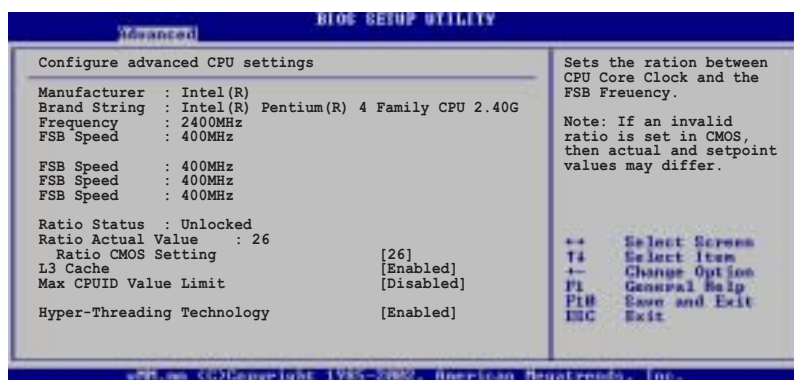 BIOS SETUP UTILITY
Advanced
Configure advanced CPU settings
Manufacturer : Intel(R)
Brand String : Intel(R) Pentium(R) 4 Family CPU 2.40G
Frequency : 2400MHz
FSB Speed : 400MHz
FSB Speed : 400MHz
FSB Speed : 400MHz
FSB Speed : 400MHz
Ratio Status : Unlocked
Ratio Actual Value : 26
Ratio CMOS Setting [26]
L3 Cache [Enabled]
Max CPUID Value Limit [Disabled]
Hyper-Threading Technology [Enabled]
Sets the ration between
CPU Core Clock and the
FSB Freuency.
Note: If an invalid
ratio is set in CMOS,
then actual and setpoint
values may differ.
←→ Select Screen
↑↓ Select Item
+- Change Option
F1 General Help
F10 Save and Exit
ESC Exit
(C)Copyright 1985-2002, American Megatrends, Inc.